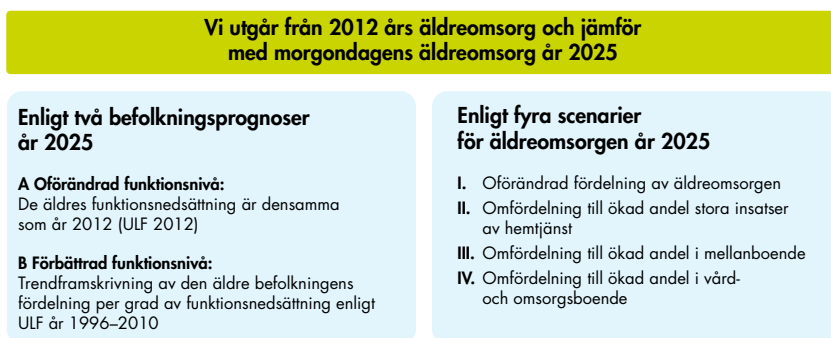 Vi utgår från 2012 års äldreomsorg och jämför
med morgondagens äldreomsorg år 2025
Enligt två befolkningsprognoser
år 2025
A Oförändrad funktionsnivå:
De äldres funktionsnedsättning är densamma
som år 2012 (ULF 2012)
B Förbättrad funktionsnivå:
Trendframskrivning av den äldre befolkningens
fördelning per grad av funktionsnedsättning enligt
ULF år 1996–2010
Enligt fyra scenarier
för äldreomsorgen år 2025
I. Oförändrad fördelning av äldreomsorgen
II. Omfördelning till ökad andel stora insatser
av hemtjänst
III. Omfördelning till ökad andel i mellanboende
IV. Omfördelning till ökad andel i vård-
och omsorgsboende